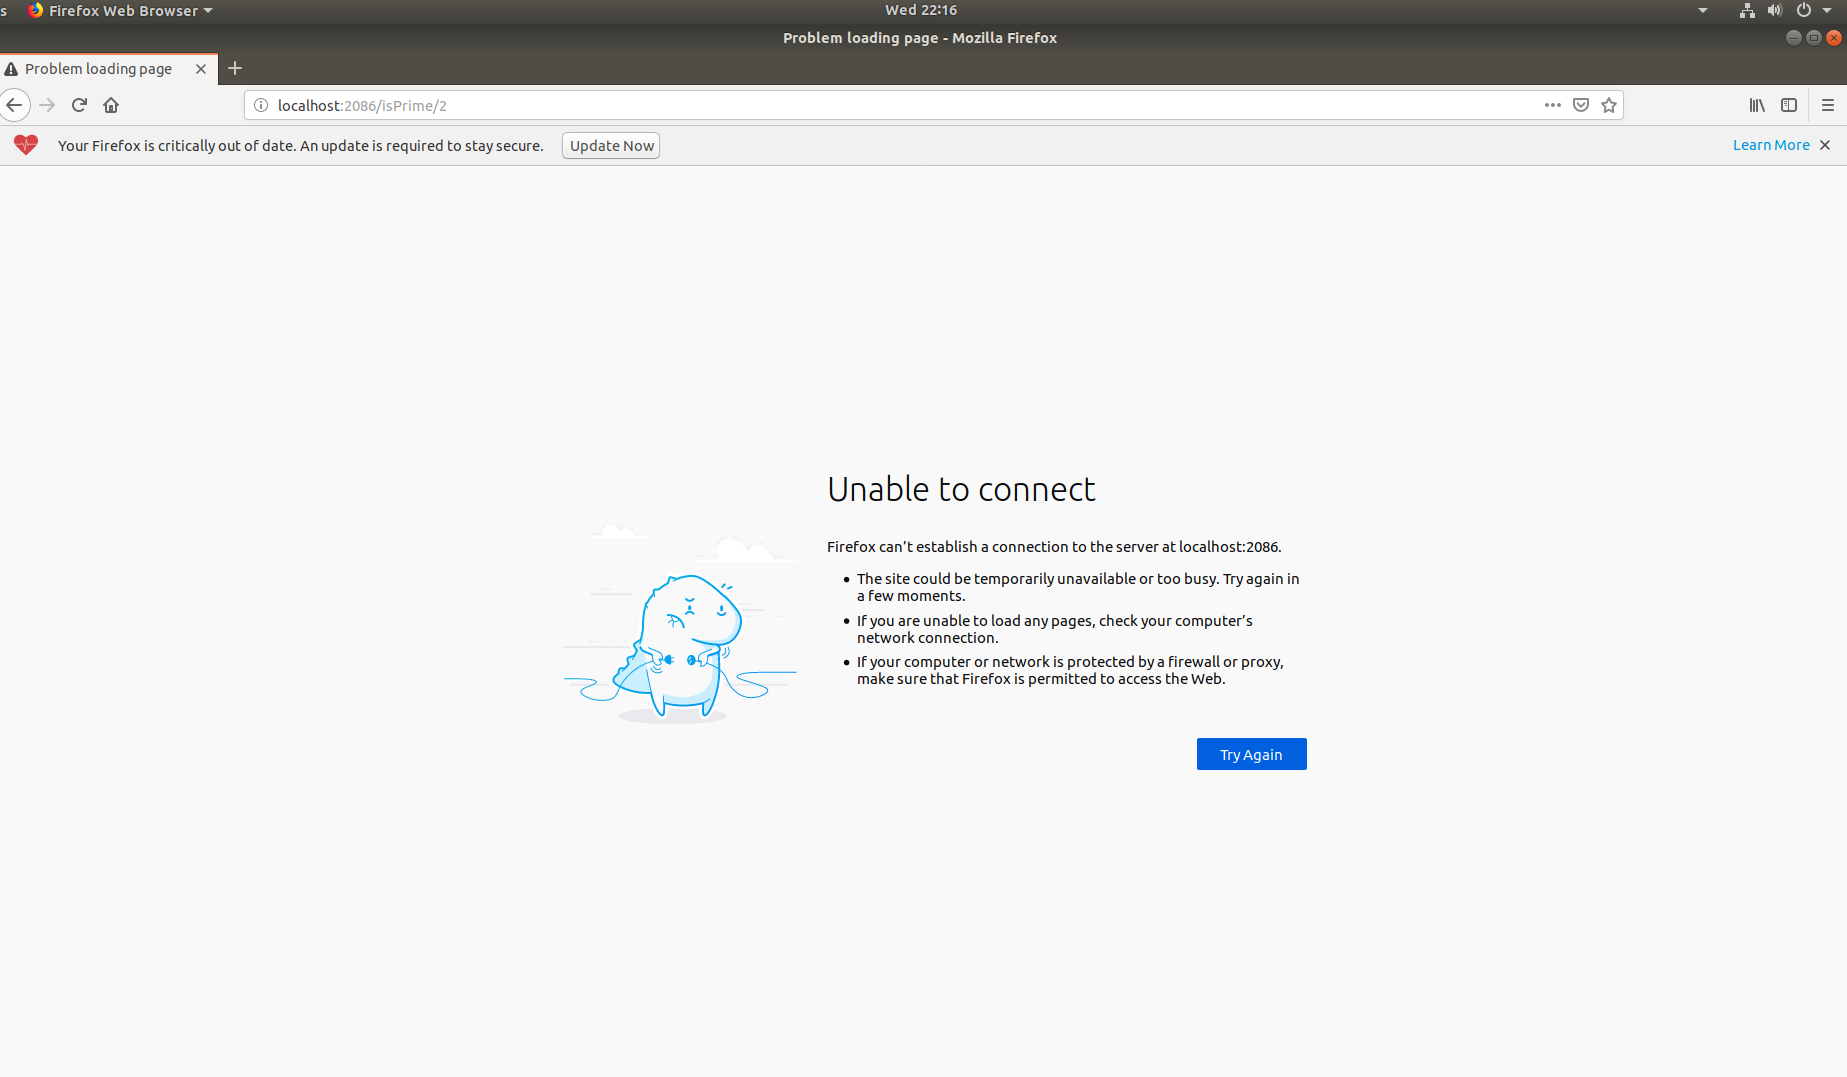 s Firefox Web Browser Wed 22:16
Problem loading page - Mozilla Firefox
Problem loading page
localhost:2086/isPrime/2
Your Firefox is critically out of date. An update is required to stay secure. Update Now Learn More
Unable to connect
Firefox can’t establish a connection to the server at localhost:2086.
The site could be temporarily unavailable or too busy. Try again in
a few moments.
If you are unable to load any pages, check your computer’s
network connection.
If your computer or network is protected by a firewall or proxy,
make sure that Firefox is permitted to access the Web.
Try Again